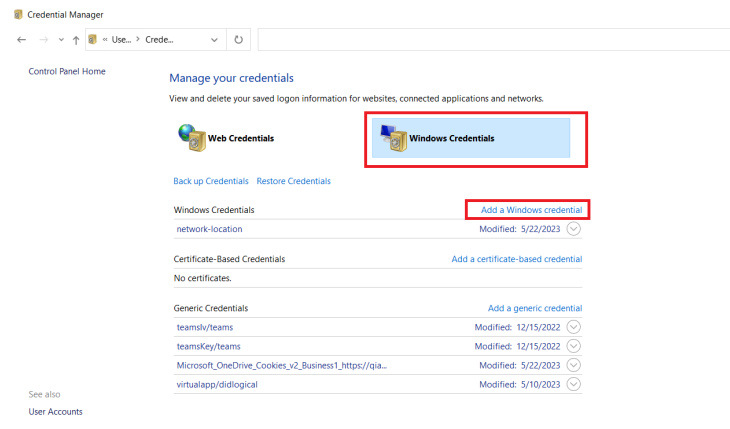 Credential Manager
« Use... > Crede...
Control Panel Home
Manage your credentials
View and delete your saved logon information for websites, connected applications and networks.
Web Credentials
Windows Credentials
Back up Credentials Restore Credentials
Windows Credentials Add a Windows credential
network-location Modified: 5/22/2023
Certificate-Based Credentials Add a certificate-based credential
No certificates.
Generic Credentials Add a generic credential
teamsIv/teams Modified: 12/15/2022
teamsKey/teams Modified: 12/15/2022
Microsoft_OneDrive_Cookies_v2_Business1_https://qia... Modified: 5/22/2023
virtualapp/didlogical Modified: 5/10/2023
See also
User Accounts